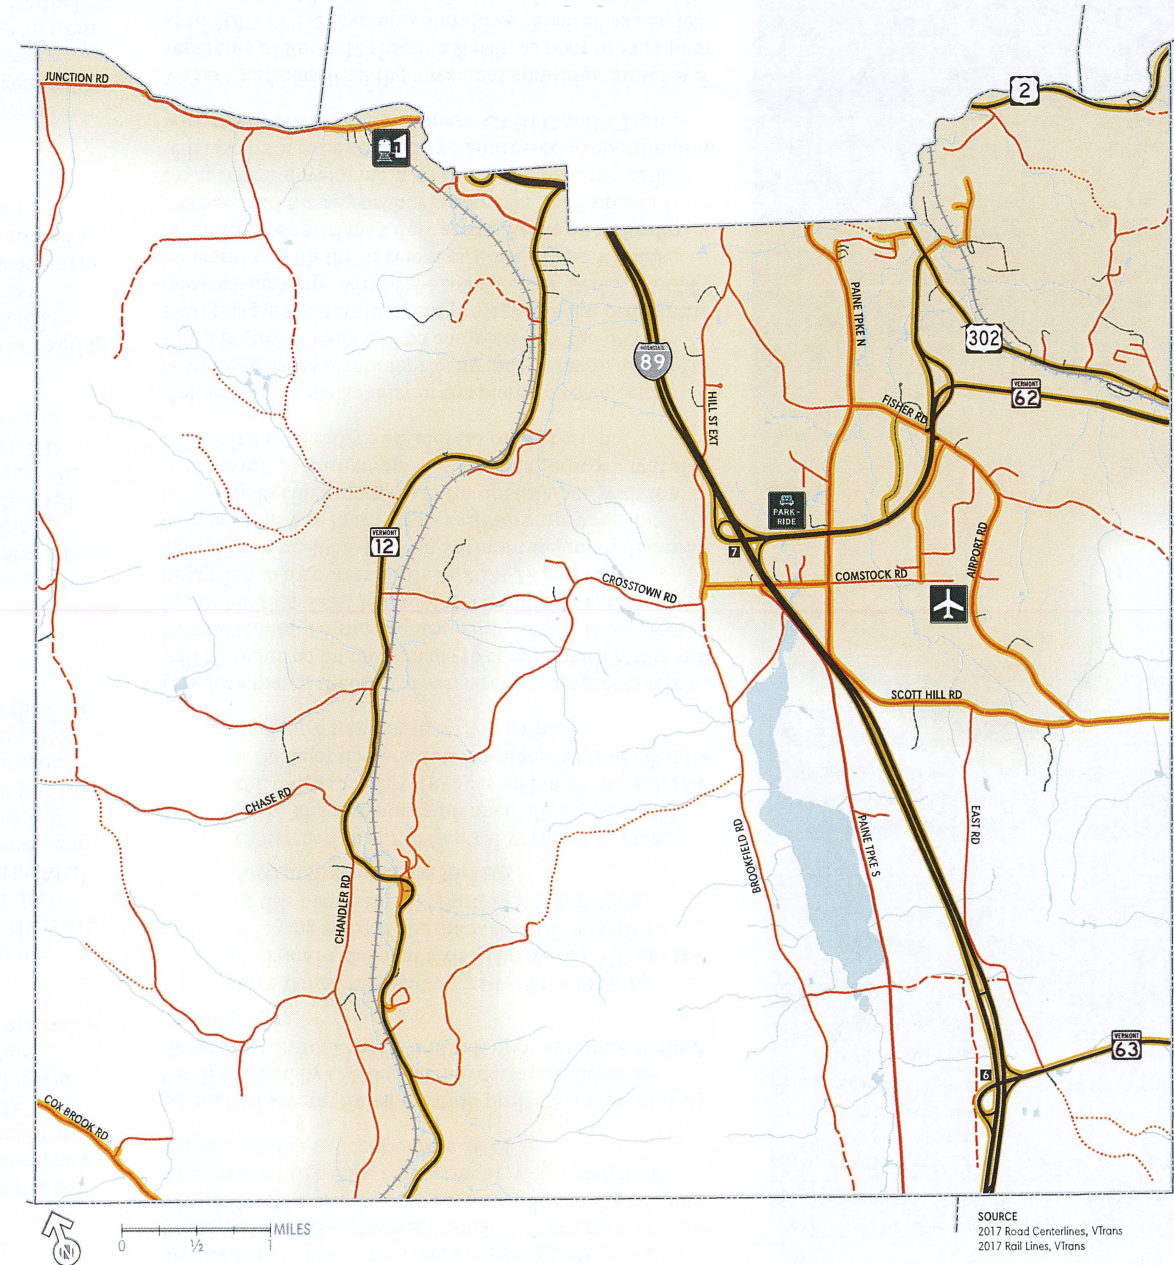 JUNCTION RD
2
302
PAINE TPKE N
INTERSTATE
89
VERMONT
62
HILL ST EXT
FISHER RD
PARK-
RIDE
VERMONT
12
7
AIRPORT RD
COMSTOCK RD
CROSSTOWN RD
SCOTT HILL RD
CHASE RD
BROOKFIELD RD
PAINE TPKE S
EAST RD
CHANDLER RD
VERMONT
63
6
COX BROOK RD
N
0 ½ 1 MILES
SOURCE
2017 Road Centerlines, VTrans
2017 Rail Lines, VTrans